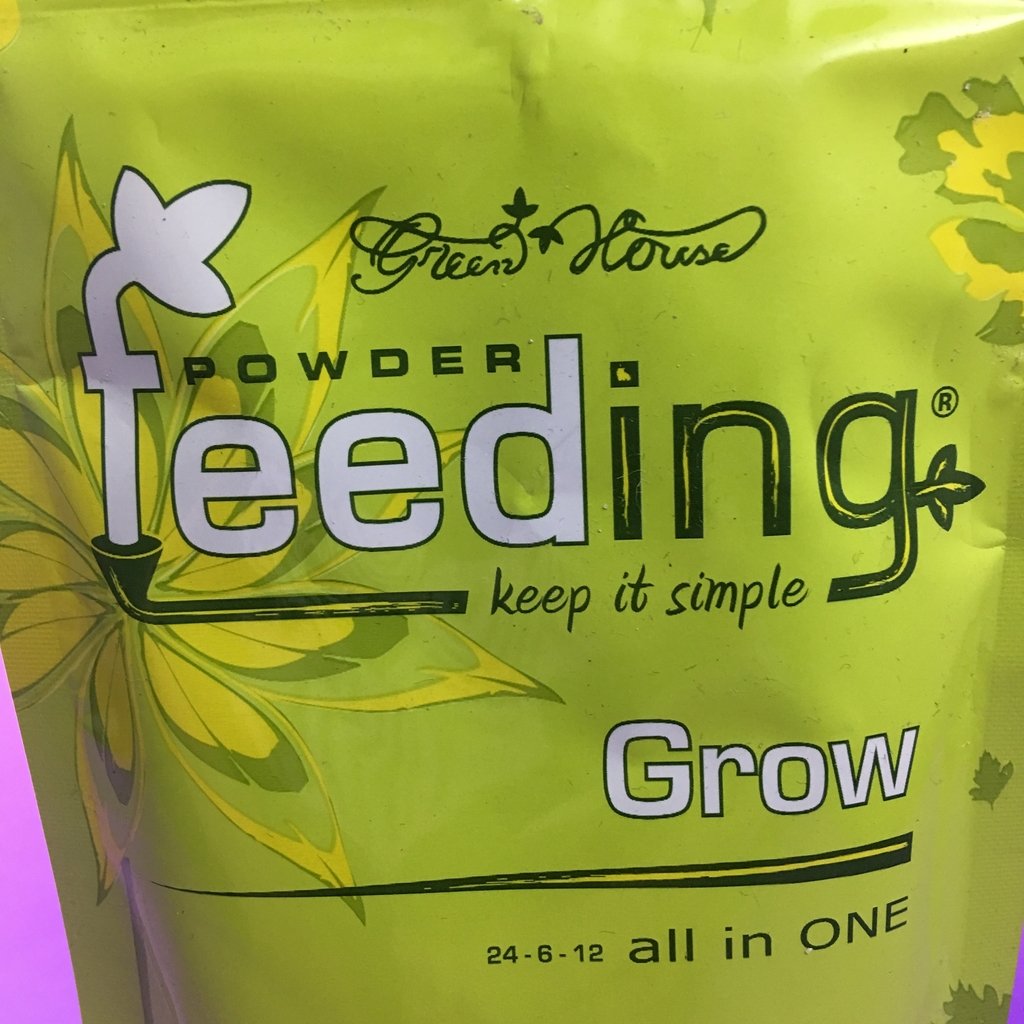 Green House
POWDER
feeding®
keep it simple
Grow
24-6-12 all in ONE